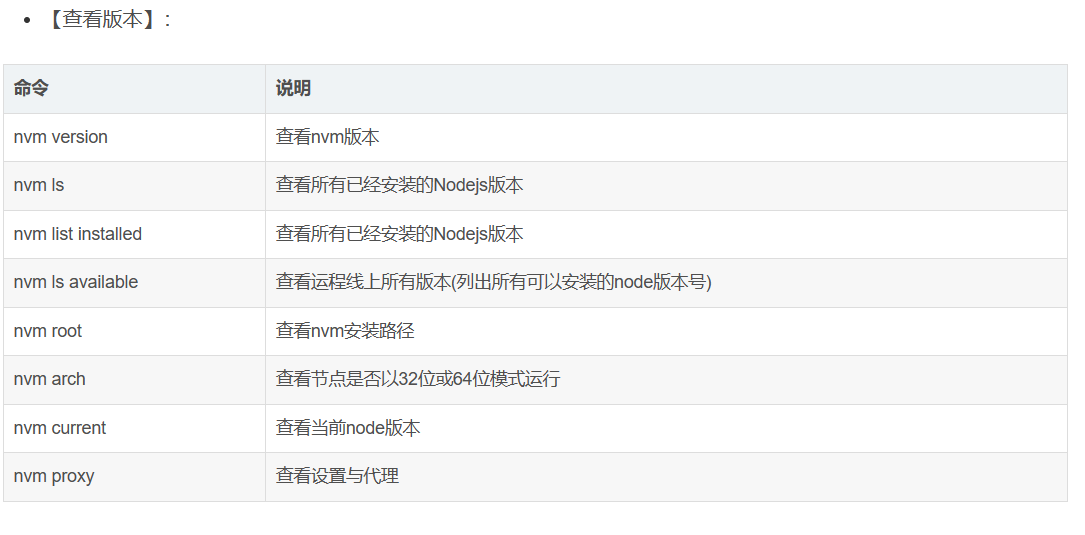 【查看版本】:
命令 说明
nvm version 查看nvm版本
nvm ls 查看所有已经安装的Nodejs版本
nvm list installed 查看所有已经安装的Nodejs版本
nvm ls available 查看运程线上所有版本(列出所有可以安装的node版本号)
nvm root 查看nvm安装路径
nvm arch 查看节点是否以32位或64位模式运行
nvm current 查看当前node版本
nvm proxy 查看设置与代理